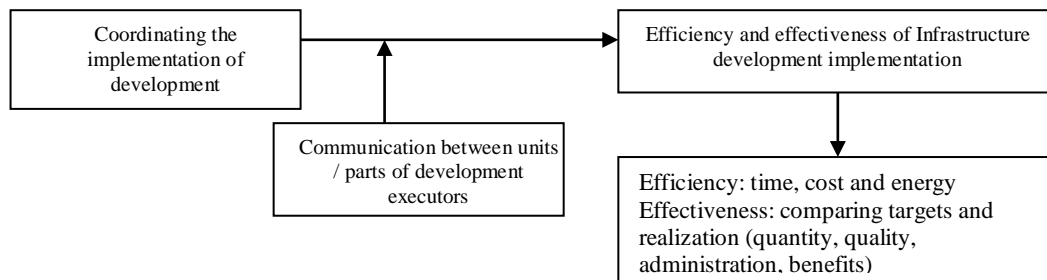 Coordinating the
implementation of
development
Efficiency and effectiveness of Infrastructure
development implementation
Communication between units
/ parts of development
executors
Efficiency: time, cost and energy
Effectiveness: comparing targets and
realization (quantity, quality,
administration, benefits)